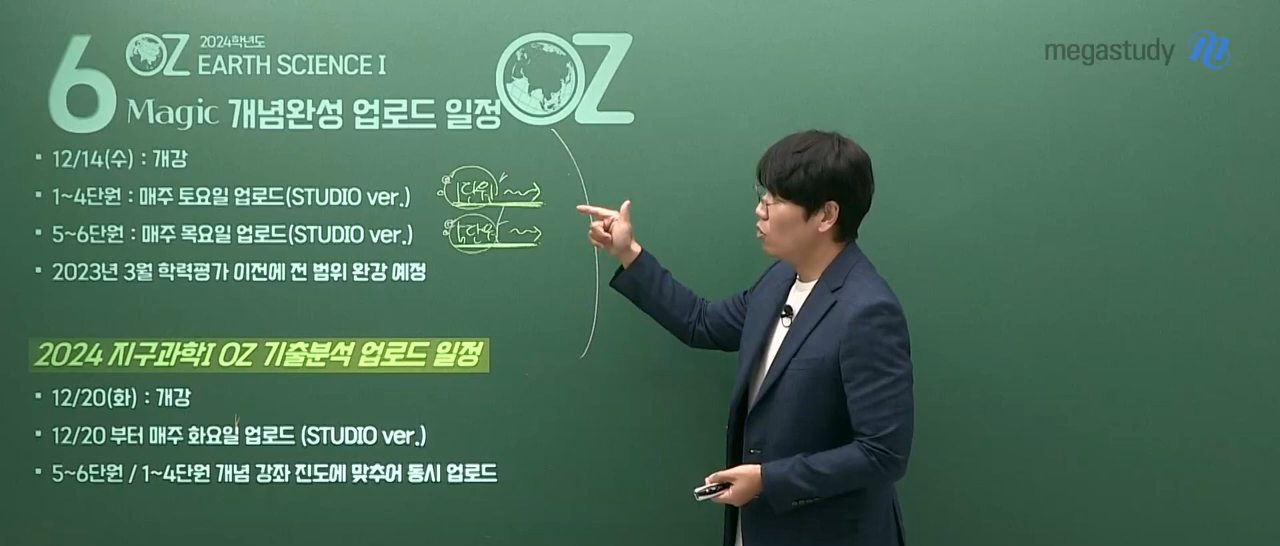 6
OZ 2024학년도
EARTH SCIENCE I
OZ
megastudy
Magic 개념완성 업로드 일정
▪ 12/14(수) : 개강
▪ 1~4단원 : 매주 토요일 업로드(STUDIO ver.)
1단원
▪ 5~6단원 : 매주 목요일 업로드(STUDIO ver.)
단원
▪ 2023년 3월 학력평가 이전에 전 범위 완강 예정
2024 지구과학I OZ 기출분석 업로드 일정
▪ 12/20(화) : 개강
▪ 12/20 부터 매주 화요일 업로드 (STUDIO ver.)
▪ 5~6단원 / 1~4단원 개념 강좌 진도에 맞추어 동시 업로드